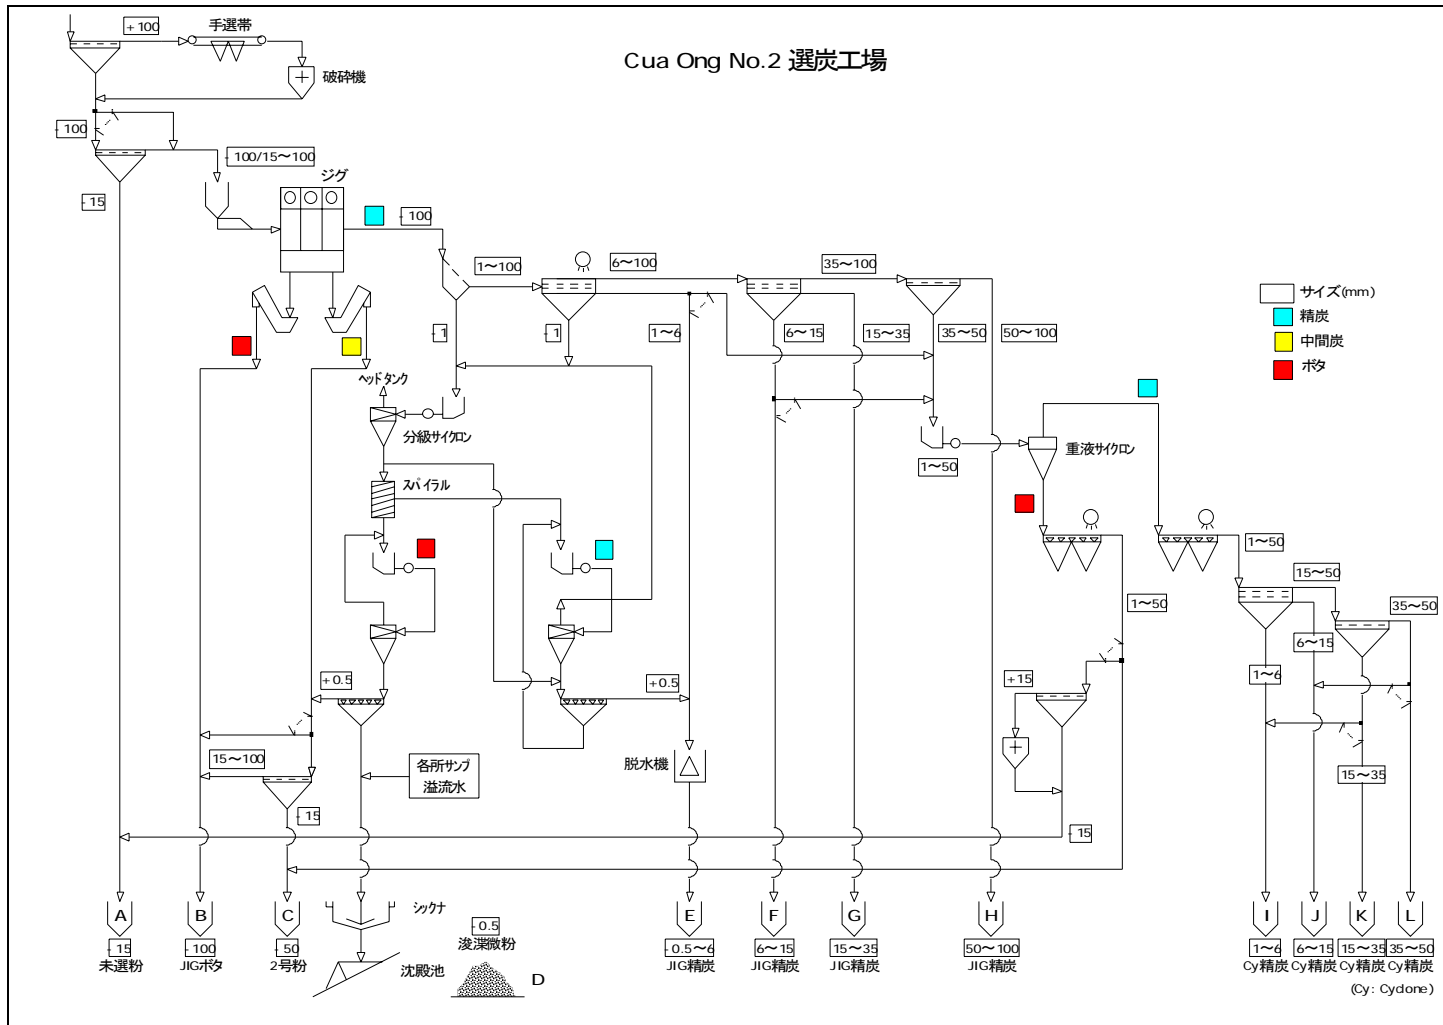 Cua Ong No.2 選炭工場
+100
手選帯
破砕機
- 100
- 100/15～100
- 15
ジグ
- 100
1～100
6～100
35～100
サイズ(mm)
精炭
中間炭
ボタ
- 1
- 1
1～6
6～15
15～35
35～50
50～100
ヘッドタンク
分級サイクロン
1～50
重液サイクロン
スパイラル
1～50
15～50
35～50
1～50
6～15
1～6
+0.5
+0.5
+15
15～100
各所サンプ
溢流水
脱水機
15～35
- 15
- 15
A
B
C
シックナ
E
F
G
H
I
J
K
L
- 15
未選粉
- 100
JIGボタ
- 50
2号粉
沈殿池
- 0.5
浚渫微粉
D
- 0.5～6
JIG精炭
6～15
JIG精炭
15～35
JIG精炭
50～100
JIG精炭
1～6
Cy精炭
6～15
Cy精炭
15～35
Cy精炭
35～50
Cy精炭
(Cy: Cyclone)